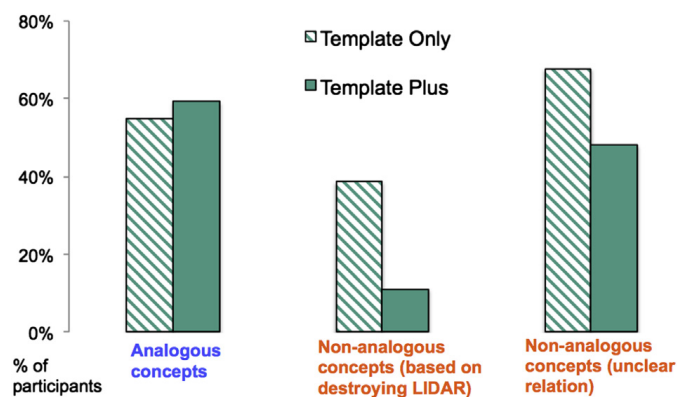 80%
Template Only
Template Plus
60%
40%
20%
0%
% of
participants
Analogous
concepts
Non-analogous
concepts (based on
destroying LIDAR)
Non-analogous
concepts (unclear
relation)